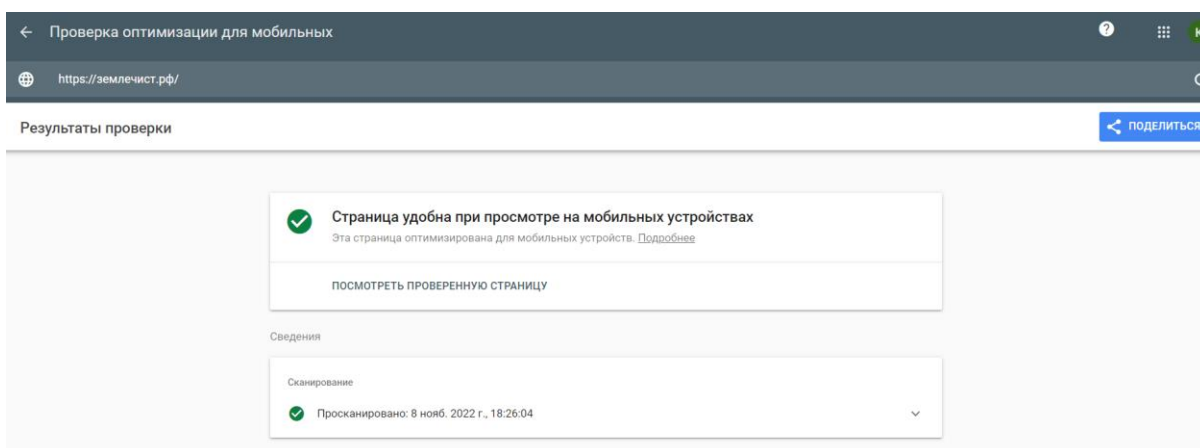 Проверка оптимизации для мобильных
https://землечист.рф/
Результаты проверки
ПОДЕЛИТЬСЯ
Страница удобна при просмотре на мобильных устройствах
Эта страница оптимизирована для мобильных устройств. Подробнее
ПОСМОТРЕТЬ ПРОВЕРЕННУЮ СТРАНИЦУ
Сведения
Сканирование
Просканировано: 8 нояб. 2022 г., 18:26:04